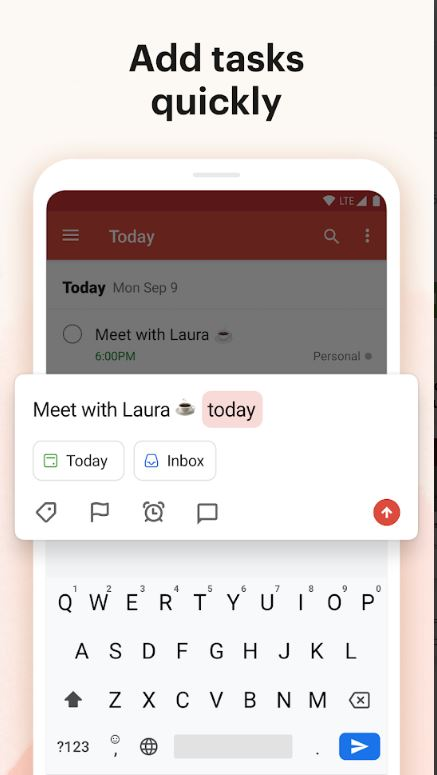 Add tasks
quickly
LTE
Today
Today Mon Sep 9
Meet with Laura ☕
6:00PM Personal
Meet with Laura ☕ today
Today Inbox
1 2 3 4 5 6 7 8 9 0
Q W E R T Y U I O P
A S D F G H J K L
Z X C V B N M
?123 , .